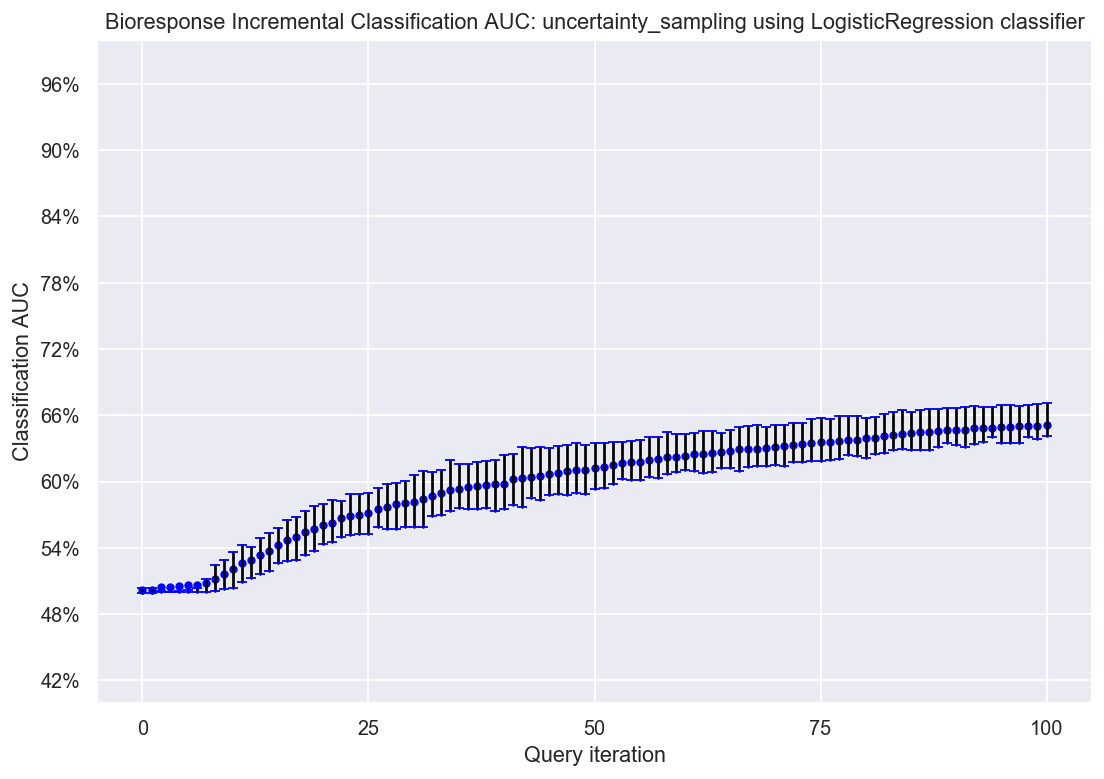 Bioresponse Incremental Classification AUC: uncertainty_sampling using LogisticRegression classifier
96%
90%
84%
78%
72%
66%
60%
54%
48%
42%
Classification AUC
0 25 50 75 100
Query iteration